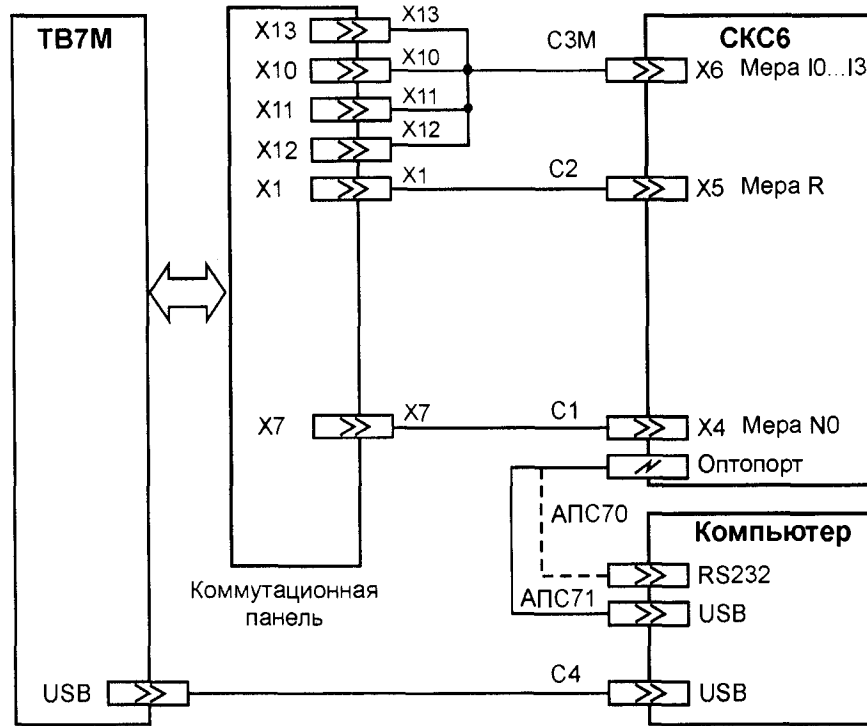 ТВ7М
X13
X13
X10
X10
X11
X11
X12
X12
X1
X1
С3М
СКС6
X6 Мера I0...I3
С2
X5 Мера R
X7
X7
С1
X4 Мера N0
Оптопорт
АПС70
Компьютер
RS232
АПС71
USB
Коммутационная
панель
USB
С4
USB